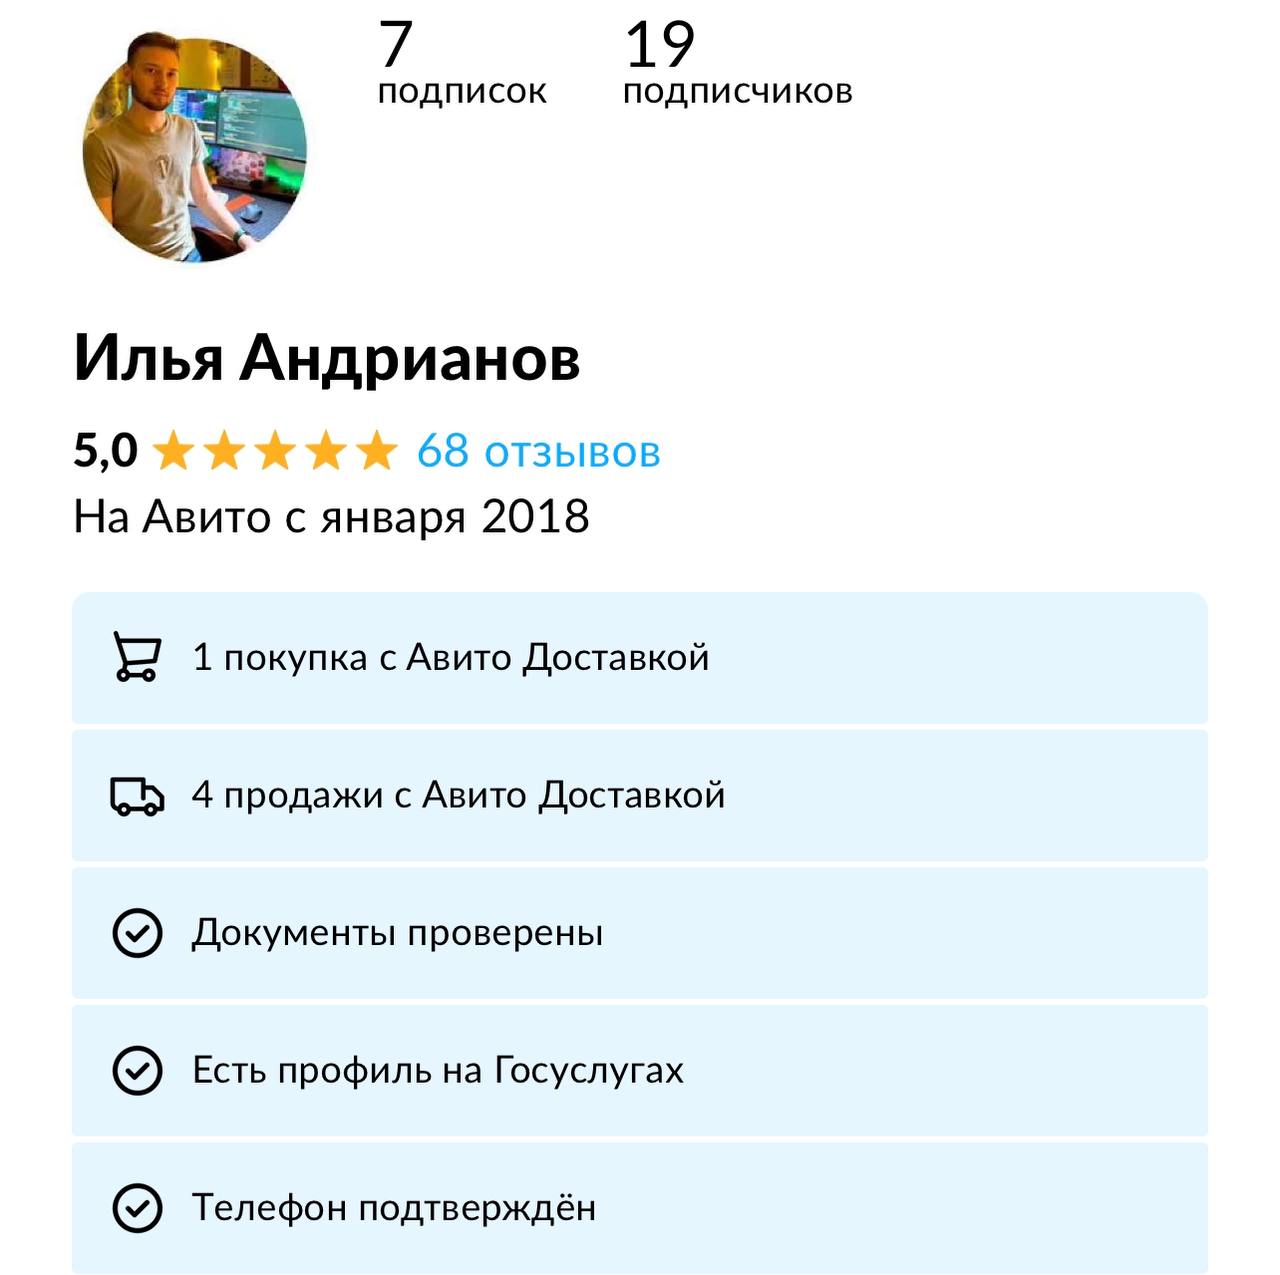 7
подписок
19
подписчиков
Илья Андрианов
5,0 68 отзывов
На Авито с января 2018
1 покупка с Авито Доставкой
4 продажи с Авито Доставкой
Документы проверены
Есть профиль на Госуслугах
Телефон подтверждён